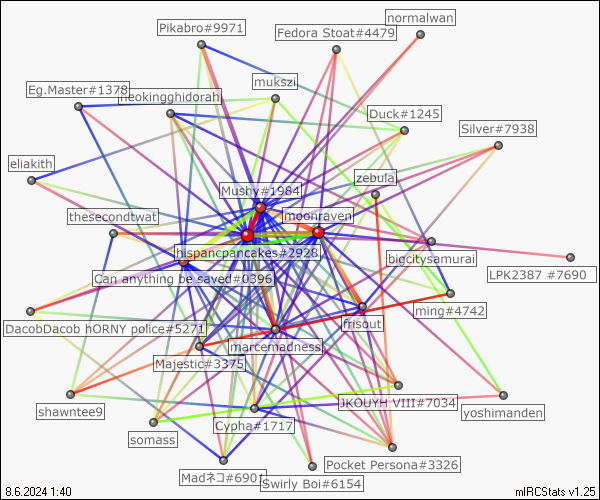 normalwan
Pikabro#9971
Fedora Stoat#4479
mukszi
Eg.Master#1378
neokingghidorah
Duck#1245
Silver#7938
eliakith
zebulaj
Mushy#1984
thesecondtwat
moonraven
hispancpancakes#2928
bigcitysamurai
LPK2387 #7690
Can anything be saved#0396
ming#4742
DacobDacob hORNY police#5271
frisout
marcemadness
Majestic#3375
JKOUYH VIII#7034
shawntee9
yoshimanden
Cypha#1717
somass
Pocket Persona#3326
Madネコ#6901
Swirly Boi#6154
8.6.2024 1:40
mIRCStats v1.25